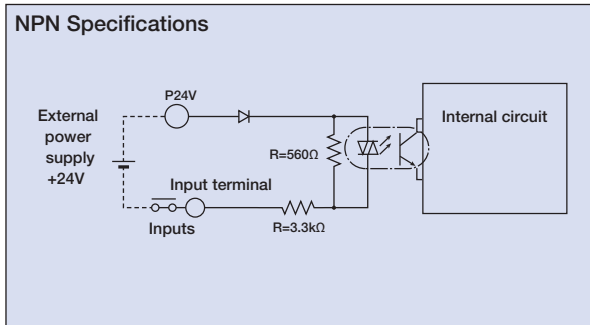 NPN Specifications
P24V
External
power
supply
+24V
R=560Ω
Internal circuit
Input terminal
Inputs
R=3.3kΩ